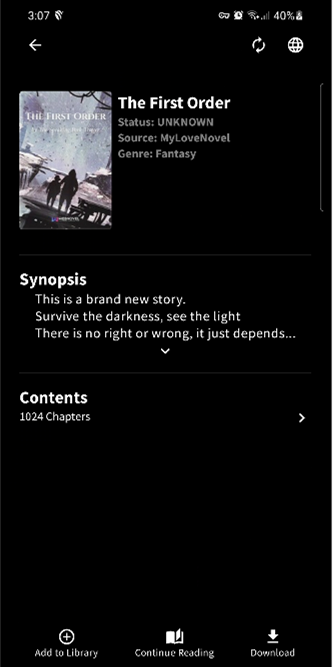 3:07
40%
THE FIRST ORDER
The First Order
Status: UNKNOWN
Source: MyLoveNovel
Genre: Fantasy
Synopsis
This is a brand new story.
Survive the darkness, see the light
There is no right or wrong, it just depends...
Contents
1024 Chapters
Add to Library
Continue Reading
Download